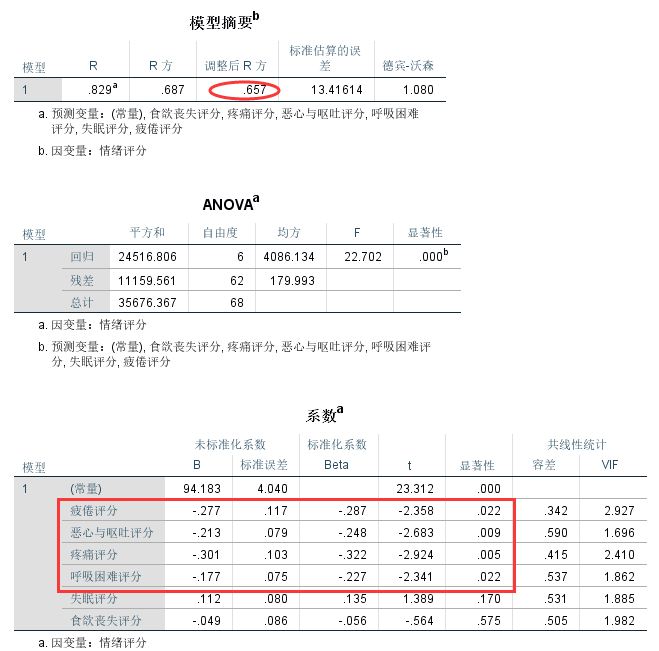 模型摘要b
模型 R R 方 调整后 R 方 标准估算的误差 德宾-沃森
1 .829a .687 .657 13.41614 1.080
a. 预测变量：(常量), 食欲丧失评分, 疼痛评分, 恶心与呕吐评分, 呼吸困难
评分, 失眠评分, 疲倦评分
b. 因变量：情绪评分
ANOVAa
模型 平方和 自由度 均方 F 显著性
1 回归 24516.806 6 4086.134 22.702 .000b
残差 11159.561 62 179.993
总计 35676.367 68
a. 因变量：情绪评分
b. 预测变量：(常量), 食欲丧失评分, 疼痛评分, 恶心与呕吐评分, 呼吸困难评
分, 失眠评分, 疲倦评分
系数a
未标准化系数 标准化系数 共线性统计
模型 B 标准误差 Beta t 显著性 容差 VIF
1 (常量) 94.183 4.040 23.312 .000
疲倦评分 -.277 .117 -.287 -2.358 .022 .342 2.927
恶心与呕吐评分 -.213 .079 -.248 -2.683 .009 .590 1.696
疼痛评分 -.301 .103 -.322 -2.924 .005 .415 2.410
呼吸困难评分 -.177 .075 -.227 -2.341 .022 .537 1.862
失眠评分 .112 .080 .135 1.389 .170 .531 1.885
食欲丧失评分 -.049 .086 -.056 -.564 .575 .505 1.982
a. 因变量：情绪评分